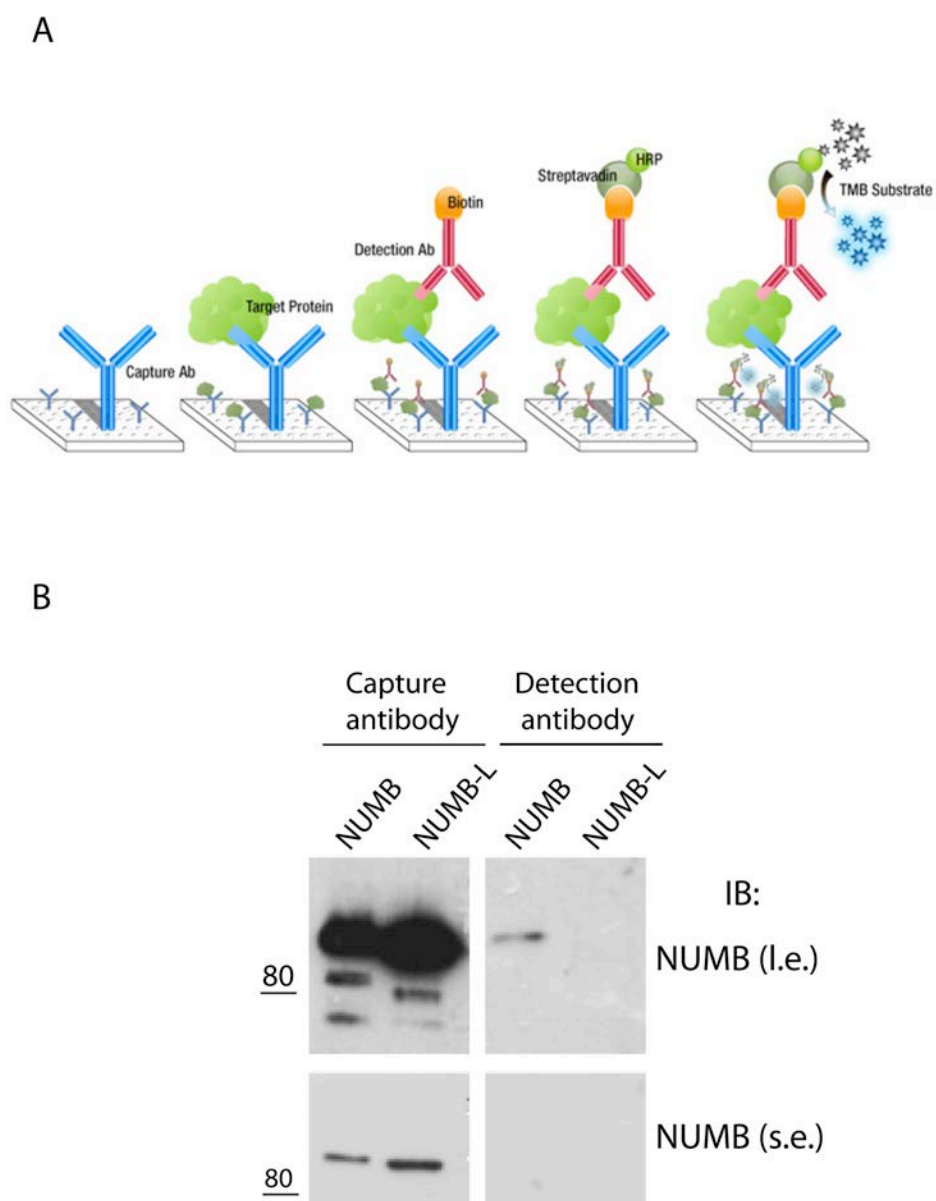 A
HRP
Streptavadin
TMB Substrate
Biotin
Detection Ab
Target Protein
Capture Ab
B
Capture
antibody
Detection
antibody
NUMB
NUMB-L
NUMB
NUMB-L
IB:
NUMB (l.e.)
80
NUMB (s.e.)
80